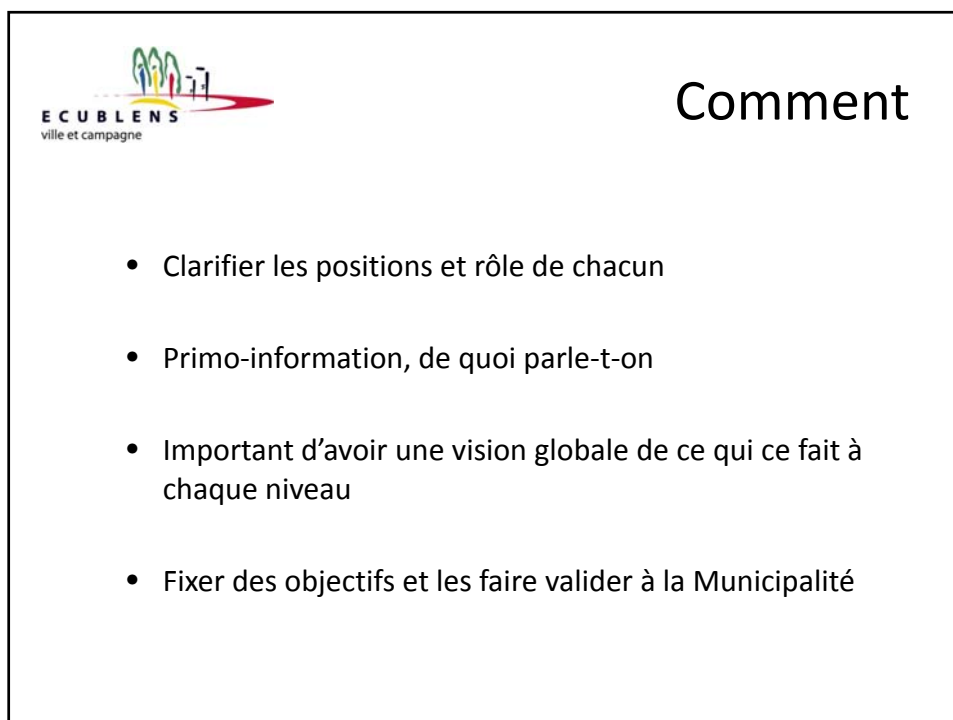 ECUBLENS
ville et campagne
Comment
• Clarifier les positions et rôle de chacun
• Primo-information, de quoi parle-t-on
• Important d’avoir une vision globale de ce qui ce fait à
chaque niveau
• Fixer des objectifs et les faire valider à la Municipalité